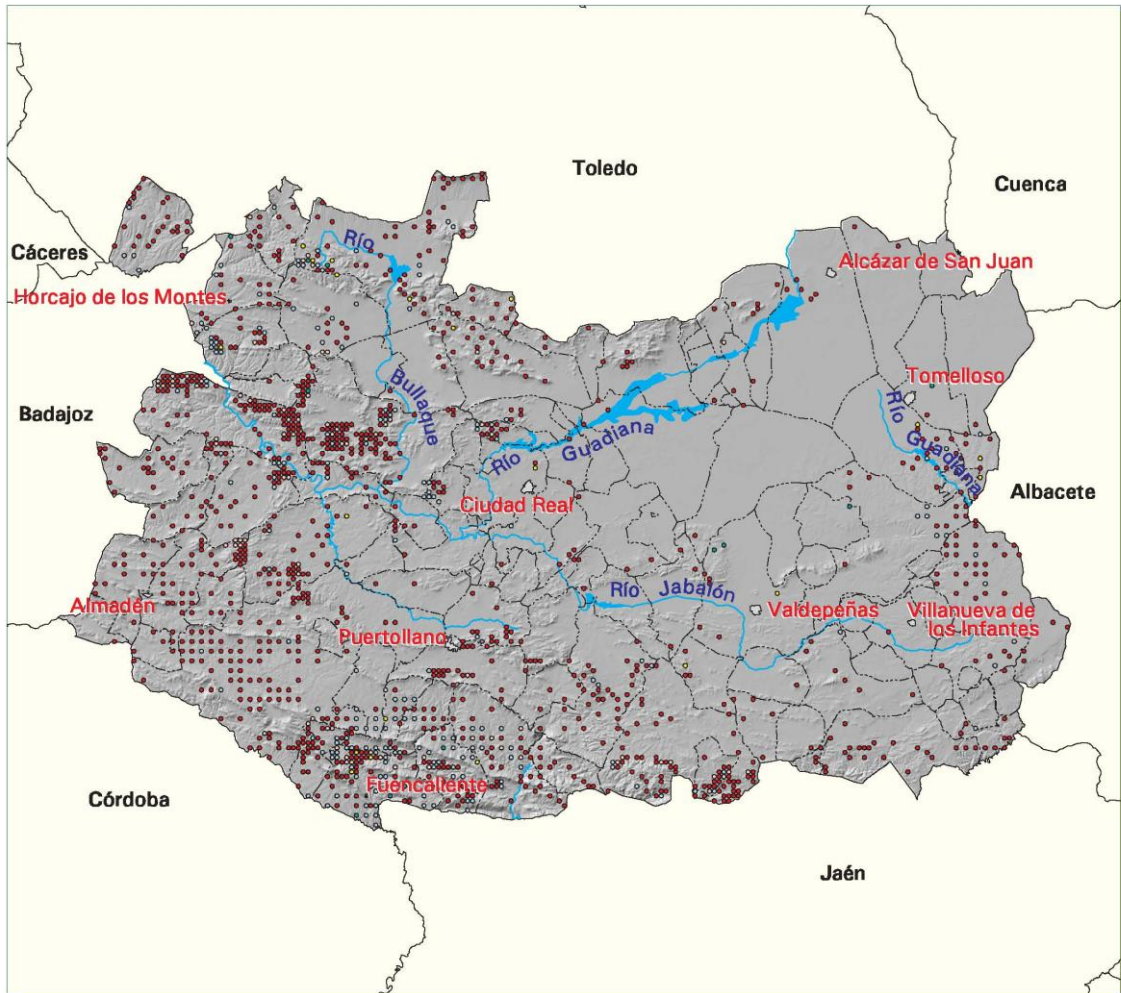 Toledo
Cuenca
Río
Cáceres
Alcázar de San Juan
Horcajo de los Montes
Tomelloso
Badajoz
Bullaque
Río Guadiana
Río Guadiana
Albacete
Ciudad Real
Río Jabalón
Almadén
Valdepeñas
Villanueva de
los Infantes
Puertollano
Fuencaliente
Córdoba
Jaén